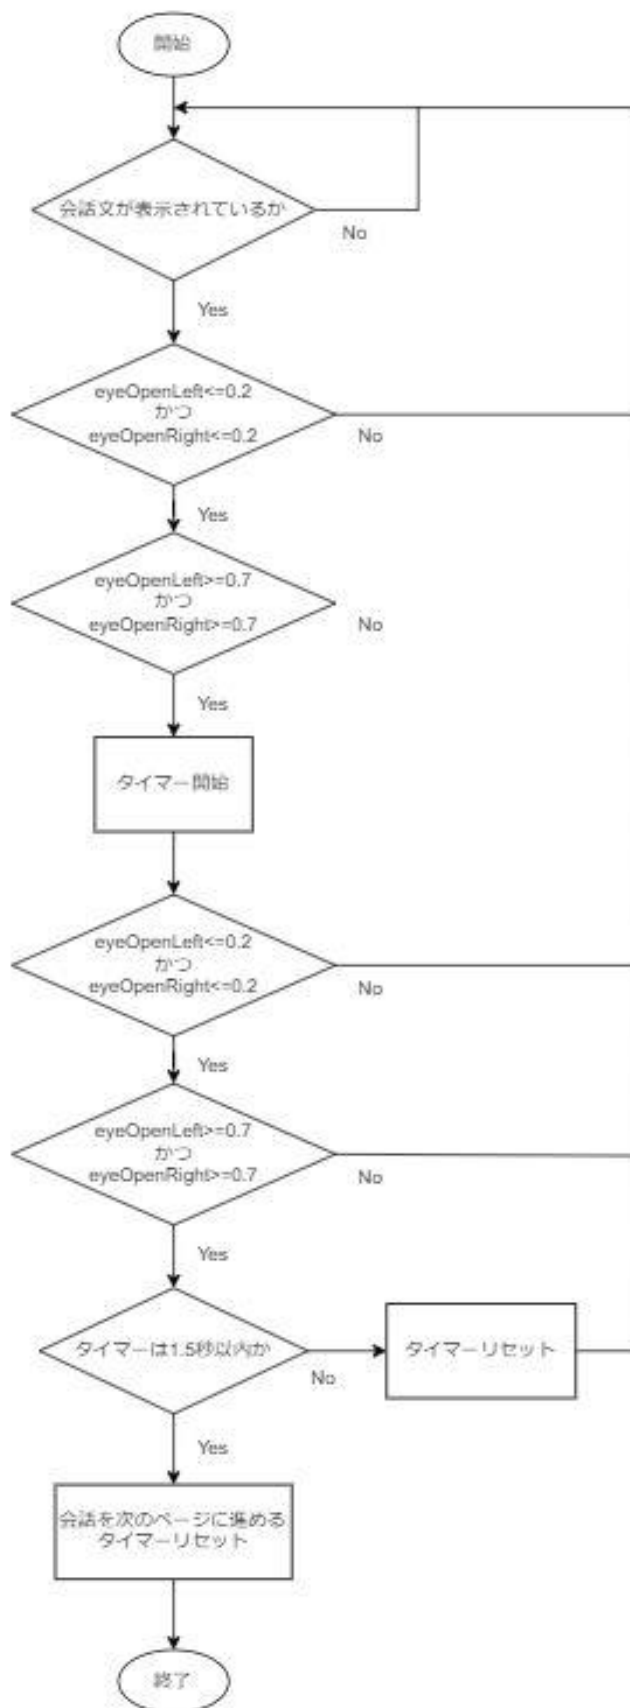 開始
会話文が表示されているか
No
Yes
eyeOpenLeft<=0.2
かつ
eyeOpenRight<=0.2
No
Yes
eyeOpenLeft>=0.7
かつ
eyeOpenRight>=0.7
No
Yes
タイマー開始
eyeOpenLeft<=0.2
かつ
eyeOpenRight<=0.2
No
Yes
eyeOpenLeft>=0.7
かつ
eyeOpenRight>=0.7
No
Yes
タイマーは1.5秒以内か
No
タイマーリセット
Yes
会話を次のページに進める
タイマーリセット
終了